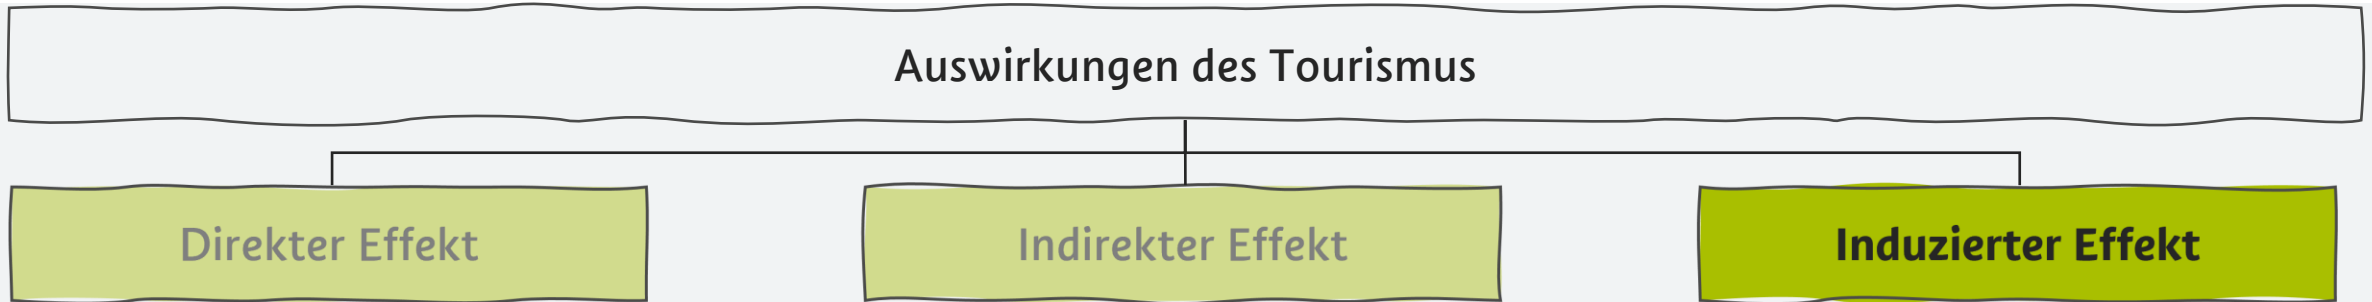 Auswirkungen des Tourismus
Direkter Effekt
Indirekter Effekt
Induzierter Effekt